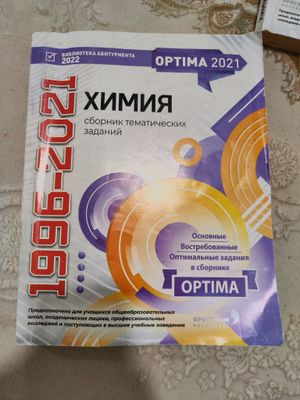 БИБЛИОТЕКА АБИТУРИЕНТА
2022
OPTIMA 2021
ХИМИЯ
сборник тематических
заданий
1996-2021
Основные
Востребованные
Оптимальные задания
в сборнике
OPTIMA
Предназначено для учащихся общеобразовательных
школ, академических лицеев, профессиональных
колледжей и поступающих в высшие учебные заведения